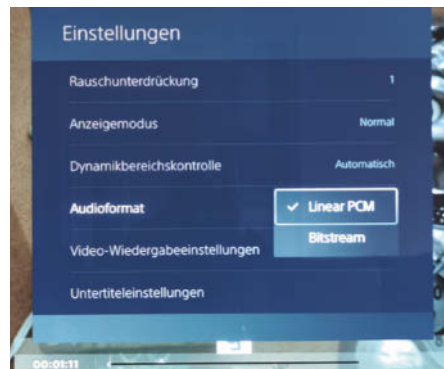 Einstellungen
Rauschunterdrückung 1
Anzeigemodus Normal
Dynamikbereichskontrolle Automatisch
Audioformat ✓ Linear PCM
Bitstream
Video-Wiedergabeeinstellungen
Untertiteleinstellungen
00:01:11